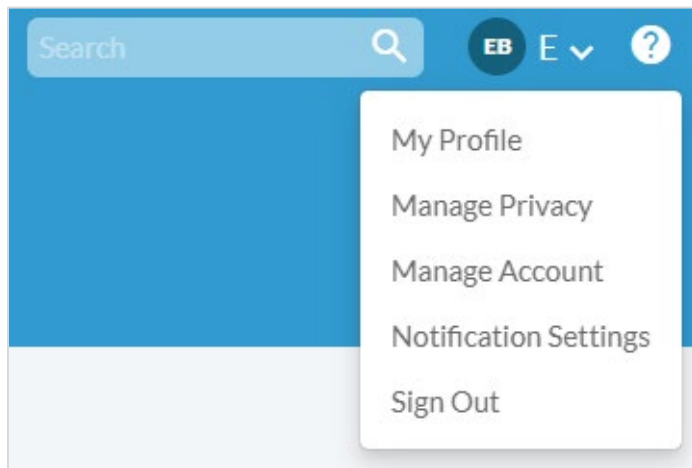 Search EB E ?
My Profile
Manage Privacy
Manage Account
Notification Settings
Sign Out